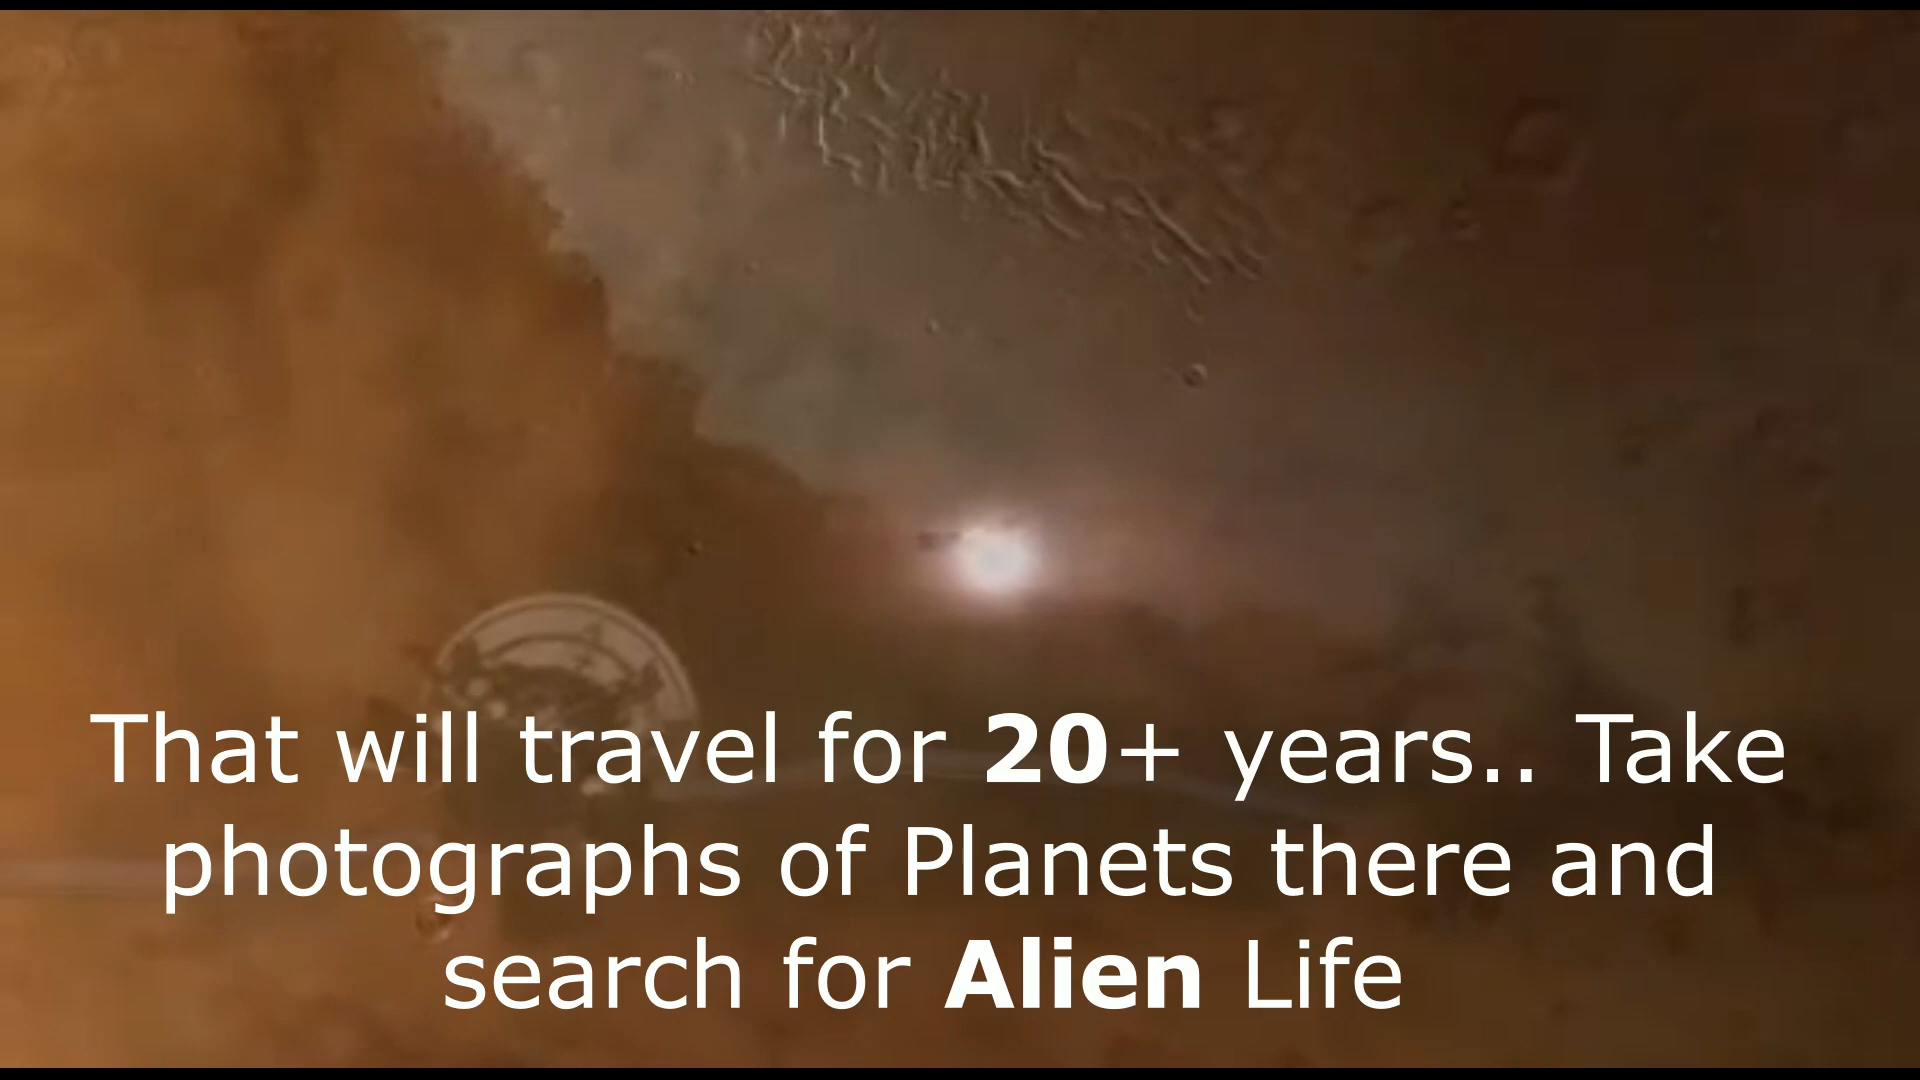 That will travel for 20+ years.. Take
photographs of Planets there and
search for Alien Life